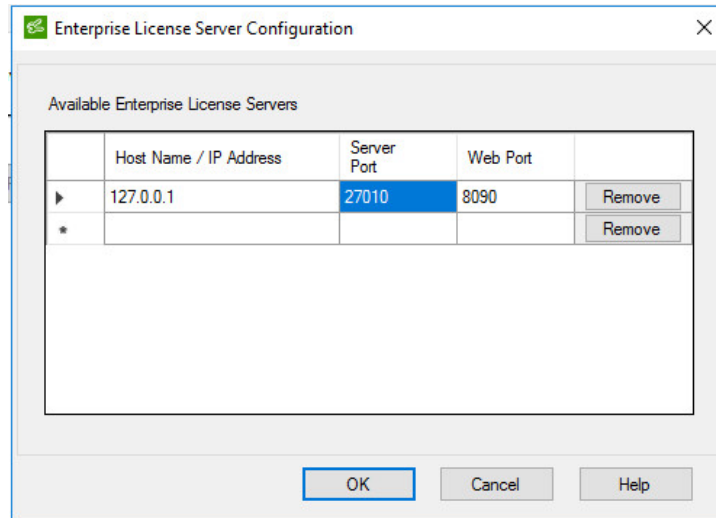 Enterprise License Server Configuration
Available Enterprise License Servers
Host Name / IP Address Server Port Web Port
127.0.0.1 27010 8090 Remove
* Remove
OK Cancel Help